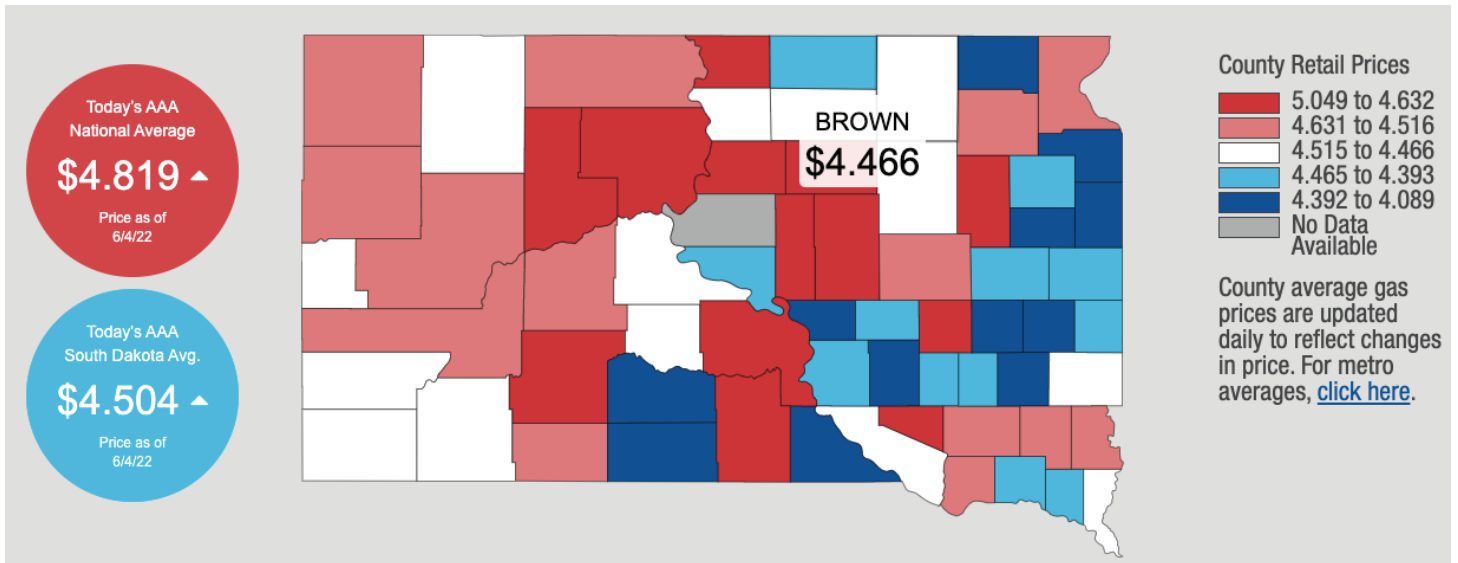 Today's AAA
National Average
$4.819
Price as of
6/4/22
Today's AAA
South Dakota Avg.
$4.504
Price as of
6/4/22
BROWN
$4.466
County Retail Prices
5.049 to 4.632
4.631 to 4.516
4.515 to 4.466
4.465 to 4.393
4.392 to 4.089
No Data
Available
County average gas
prices are updated
daily to reflect changes
in price. For metro
averages, click here.